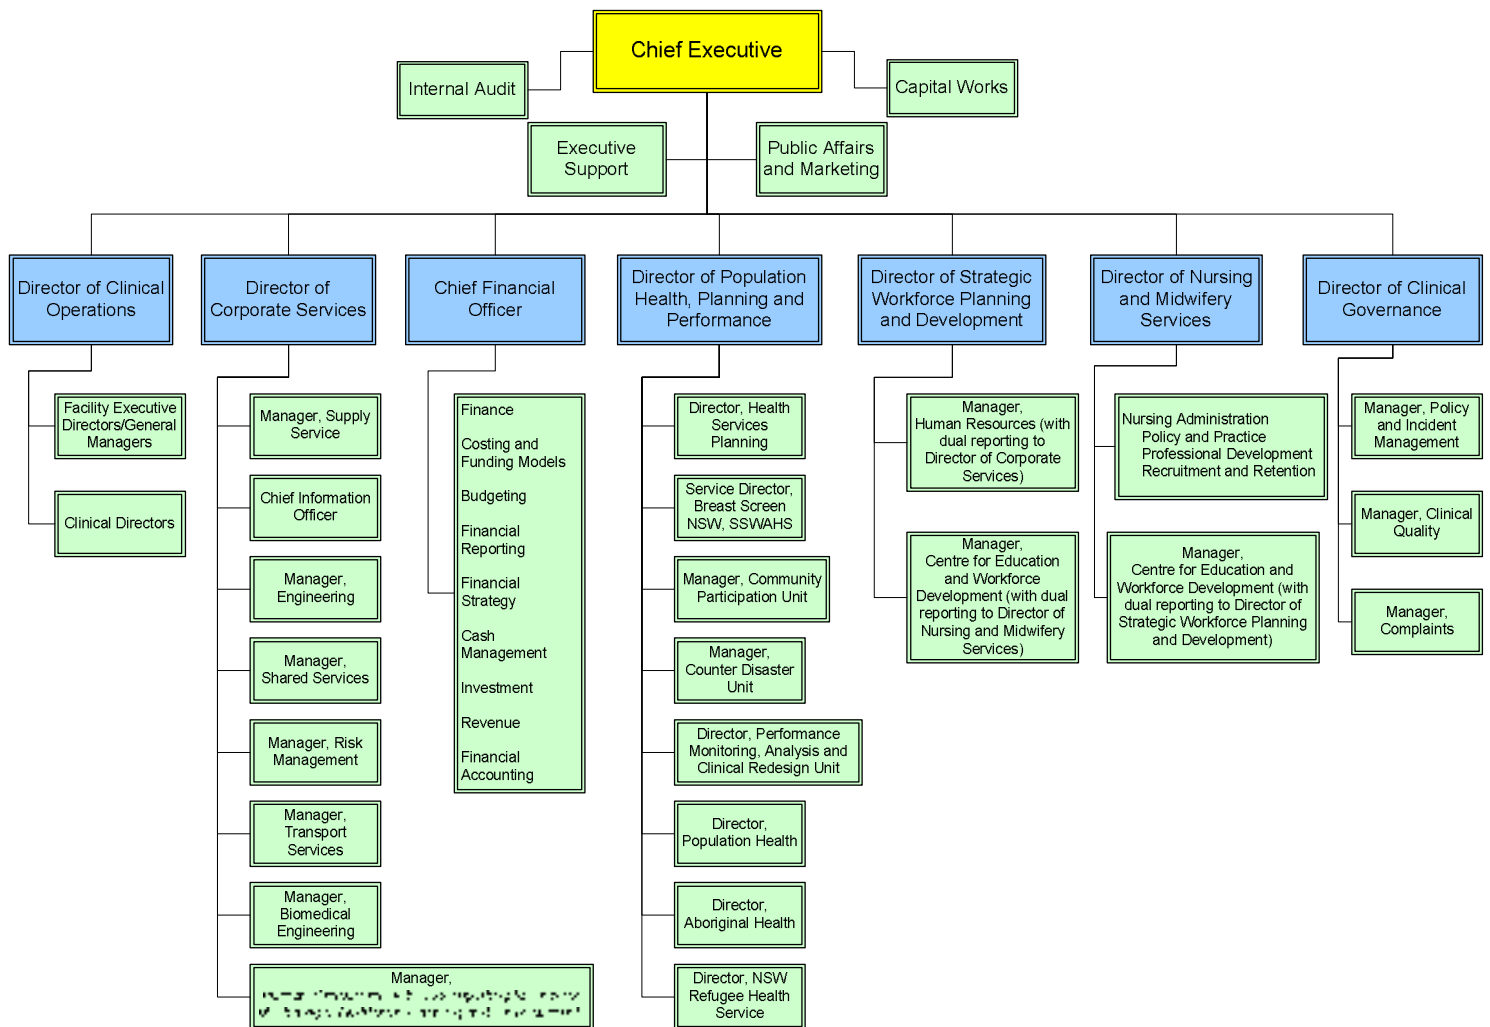 Chief Executive
Internal Audit
Capital Works
Executive
Support
Public Affairs
and Marketing
Director of Clinical
Operations
Director of
Corporate Services
Chief Financial
Officer
Director of Population
Health, Planning and
Performance
Director of Strategic
Workforce Planning
and Development
Director of Nursing
and Midwifery
Services
Director of Clinical
Governance
Facility Executive
Directors/General
Managers
Clinical Directors
Manager, Supply
Service
Chief Information
Officer
Manager,
Engineering
Manager,
Shared Services
Manager, Risk
Management
Manager,
Transport
Services
Manager,
Biomedical
Engineering
Manager,
Finance
Costing and
Funding Models
Budgeting
Financial
Reporting
Financial
Strategy
Cash
Management
Investment
Revenue
Financial
Accounting
Director, Health
Services
Planning
Service Director,
Breast Screen
NSW, SSWAHS
Manager, Community
Participation Unit
Manager,
Counter Disaster
Unit
Director, Performance
Monitoring, Analysis and
Clinical Redesign Unit
Director,
Population Health
Director,
Aboriginal Health
Director, NSW
Refugee Health
Service
Manager,
Human Resources (with
dual reporting to
Director of Corporate
Services)
Manager,
Centre for Education
and Workforce
Development (with dual
reporting to Director of
Nursing and Midwifery
Services)
Nursing Administration
Policy and Practice
Professional Development
Recruitment and Retention
Manager,
Centre for Education and
Workforce Development (with
dual reporting to Director of
Strategic Workforce Planning
and Development)
Manager, Policy
and Incident
Management
Manager, Clinical
Quality
Manager,
Complaints